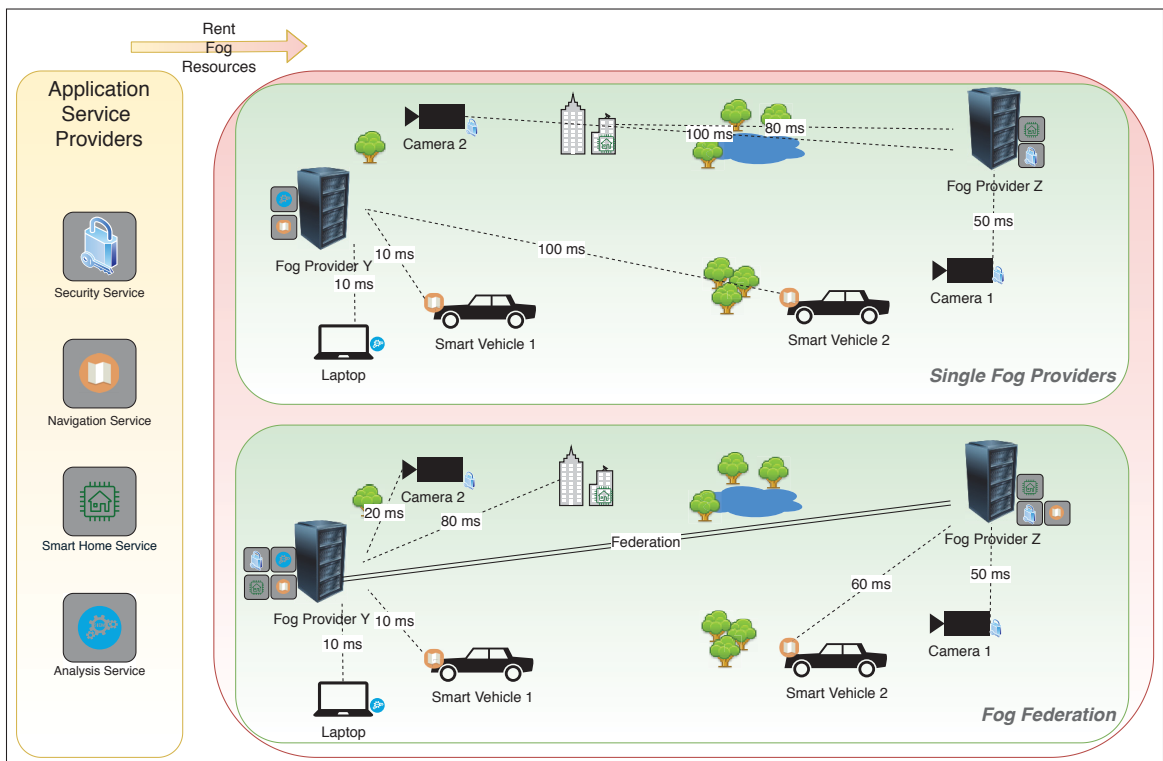 Rent
Fog
Resources
Application
Service
Providers
Security Service
Navigation Service
Smart Home Service
Analysis Service
Camera 2
100 ms
80 ms
Fog Provider Z
50 ms
Camera 1
Fog Provider Y
10 ms
10 ms
100 ms
Smart Vehicle 1
Smart Vehicle 2
Laptop
Single Fog Providers
Camera 2
20 ms
80 ms
Federation
Fog Provider Z
60 ms
50 ms
Camera 1
Fog Provider Y
10 ms
10 ms
Smart Vehicle 1
Smart Vehicle 2
Laptop
Fog Federation